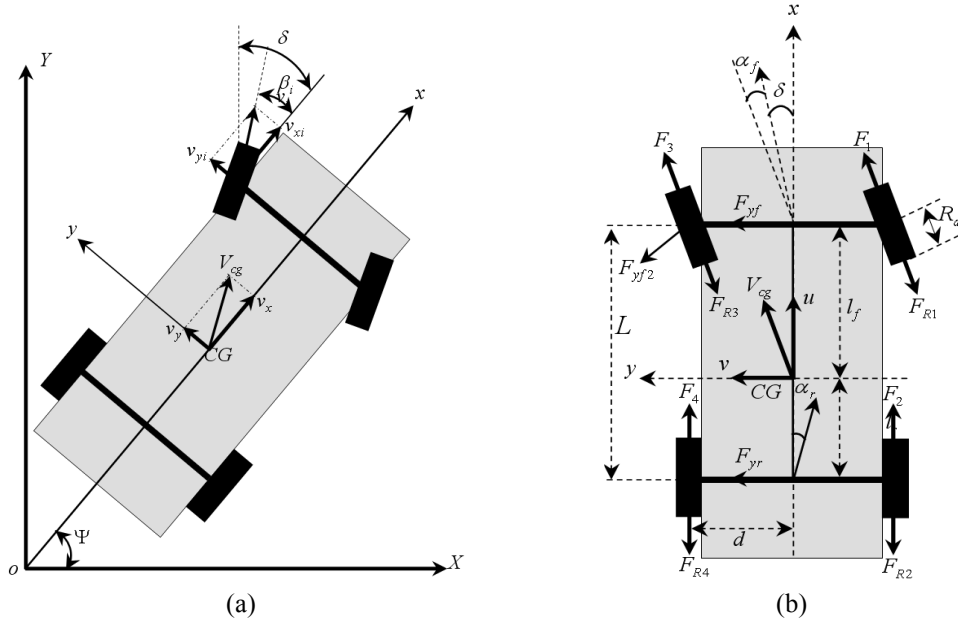 Y
δ
β_i
v_i
x
v_xi
v_yi
y
V_cg
v_x
v_y
CG
Ψ
o
X
(a)
x
α_f
δ
F_3
F_1
F_yf
R_a
F_yf2
F_R3
F_R1
V_cg
u
L
l_f
y
v
CG
α_r
F_4
F_2
F_yr
d
F_R4
F_R2
(b)